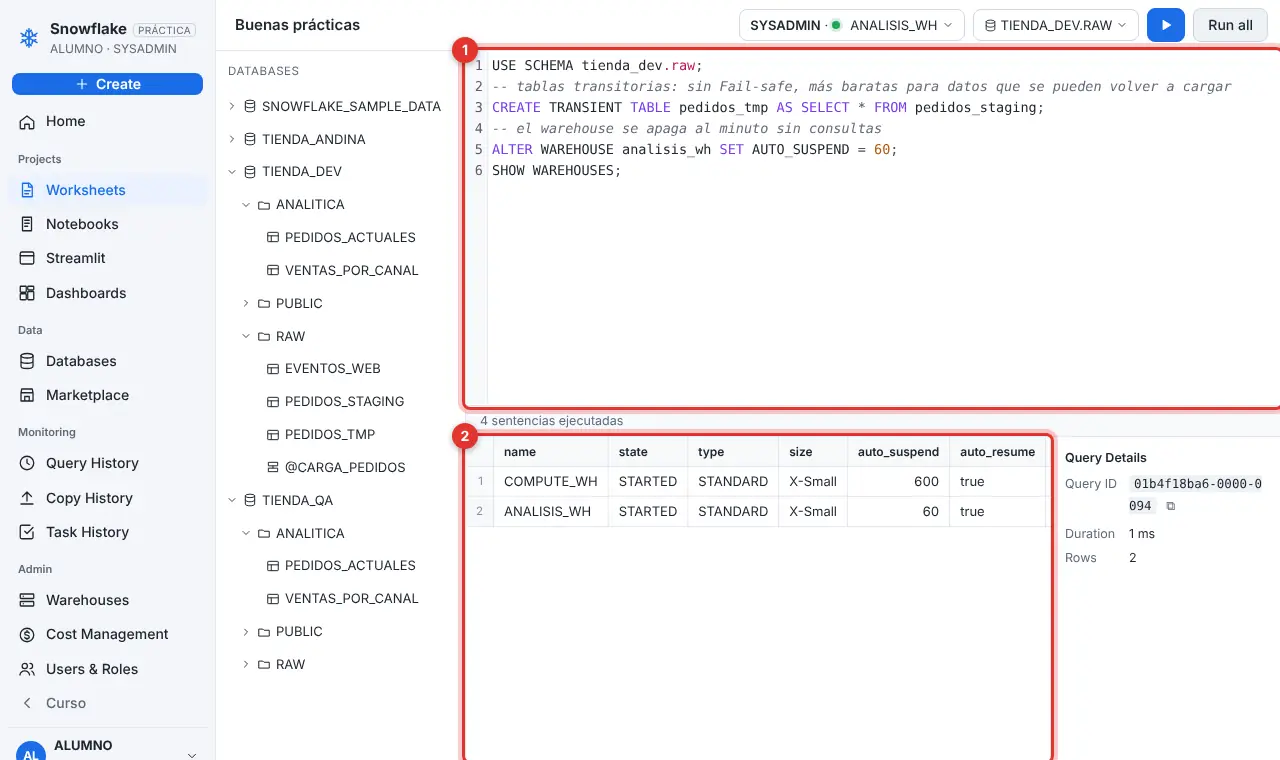 Snowflake PRÁCTICA
ALUMNO · SYSADMIN
+ Create
Home
Projects
Worksheets
Notebooks
Streamlit
Dashboards
Data
Databases
Marketplace
Monitoring
Query History
Copy History
Task History
Admin
Warehouses
Cost Management
Users & Roles
Curso
AL
ALUMNO
Buenas prácticas
SYSADMIN · ANALISIS_WH
TIENDA_DEV.RAW
Run all
DATABASES
SNOWFLAKE_SAMPLE_DATA
TIENDA_ANDINA
TIENDA_DEV
ANALITICA
PEDIDOS_ACTUALES
VENTAS_POR_CANAL
PUBLIC
RAW
EVENTOS_WEB
PEDIDOS_STAGING
PEDIDOS_TMP
@CARGA_PEDIDOS
TIENDA_QA
ANALITICA
PEDIDOS_ACTUALES
VENTAS_POR_CANAL
PUBLIC
RAW
1
1 USE SCHEMA tienda_dev.raw;
2 -- tablas transitorias: sin Fail-safe, más baratas para datos que se pueden volver a cargar
3 CREATE TRANSIENT TABLE pedidos_tmp AS SELECT * FROM pedidos_staging;
4 -- el warehouse se apaga al minuto sin consultas
5 ALTER WAREHOUSE analisis_wh SET AUTO_SUSPEND = 60;
6 SHOW WAREHOUSES;
4 sentencias ejecutadas
2
name state type size auto_suspend auto_resume
1 COMPUTE_WH STARTED STANDARD X-Small 600 true
2 ANALISIS_WH STARTED STANDARD X-Small 60 true
Query Details
Query ID 01b4f18ba6-0000-0
094
Duration 1 ms
Rows 2